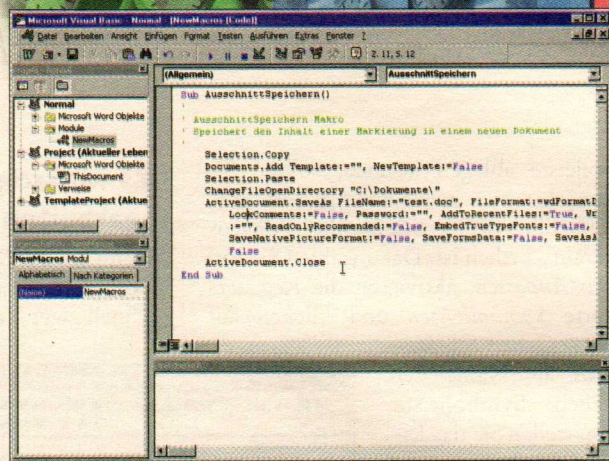 Microsoft Visual Basic - Normal - [NewMacros (Code)]
Datei Bearbeiten Ansicht Einfügen Format Testen Ausführen Extras Fenster ?
Z. 11, S. 12
(Allgemein)
AusschnittSpeichern
Normal
Microsoft Word Objekte
Module
NewMacros
Project (Aktueller Leben
Microsoft Word Objekte
ThisDocument
Verweise
TemplateProject (Aktue
NewMacros Modul
Alphabetisch Nach Kategorien
(Name) NewMacros
Sub AusschnittSpeichern()
'
' AusschnittSpeichern Makro
' Speichert den Inhalt einer Markierung in einem neuen Dokument
'
Selection.Copy
Documents.Add Template:="", NewTemplate:=False
Selection.Paste
ChangeFileOpenDirectory "C:\Dokumente\"
ActiveDocument.SaveAs FileName:="test.doc", FileFormat:=wdFormatD
LockComments:=False, Password:="", AddToRecentFiles:=True, Wr
:="", ReadOnlyRecommended:=False, EmbedTrueTypeFonts:=False,
SaveNativePictureFormat:=False, SaveFormsData:=False, SaveAsA
False
ActiveDocument.Close
End Sub